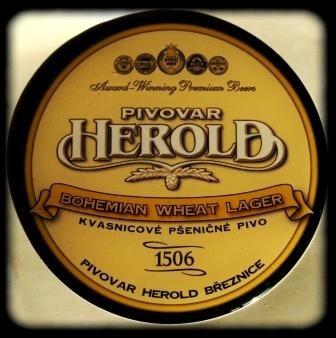 Award-Winning Premium Beers
PIVOVAR
HEROLD
BOHEMIAN WHEAT LAGER
KVASNICOVÉ PŠENIČNÉ PIVO
1506
PIVOVAR HEROLD BŘEZNICE